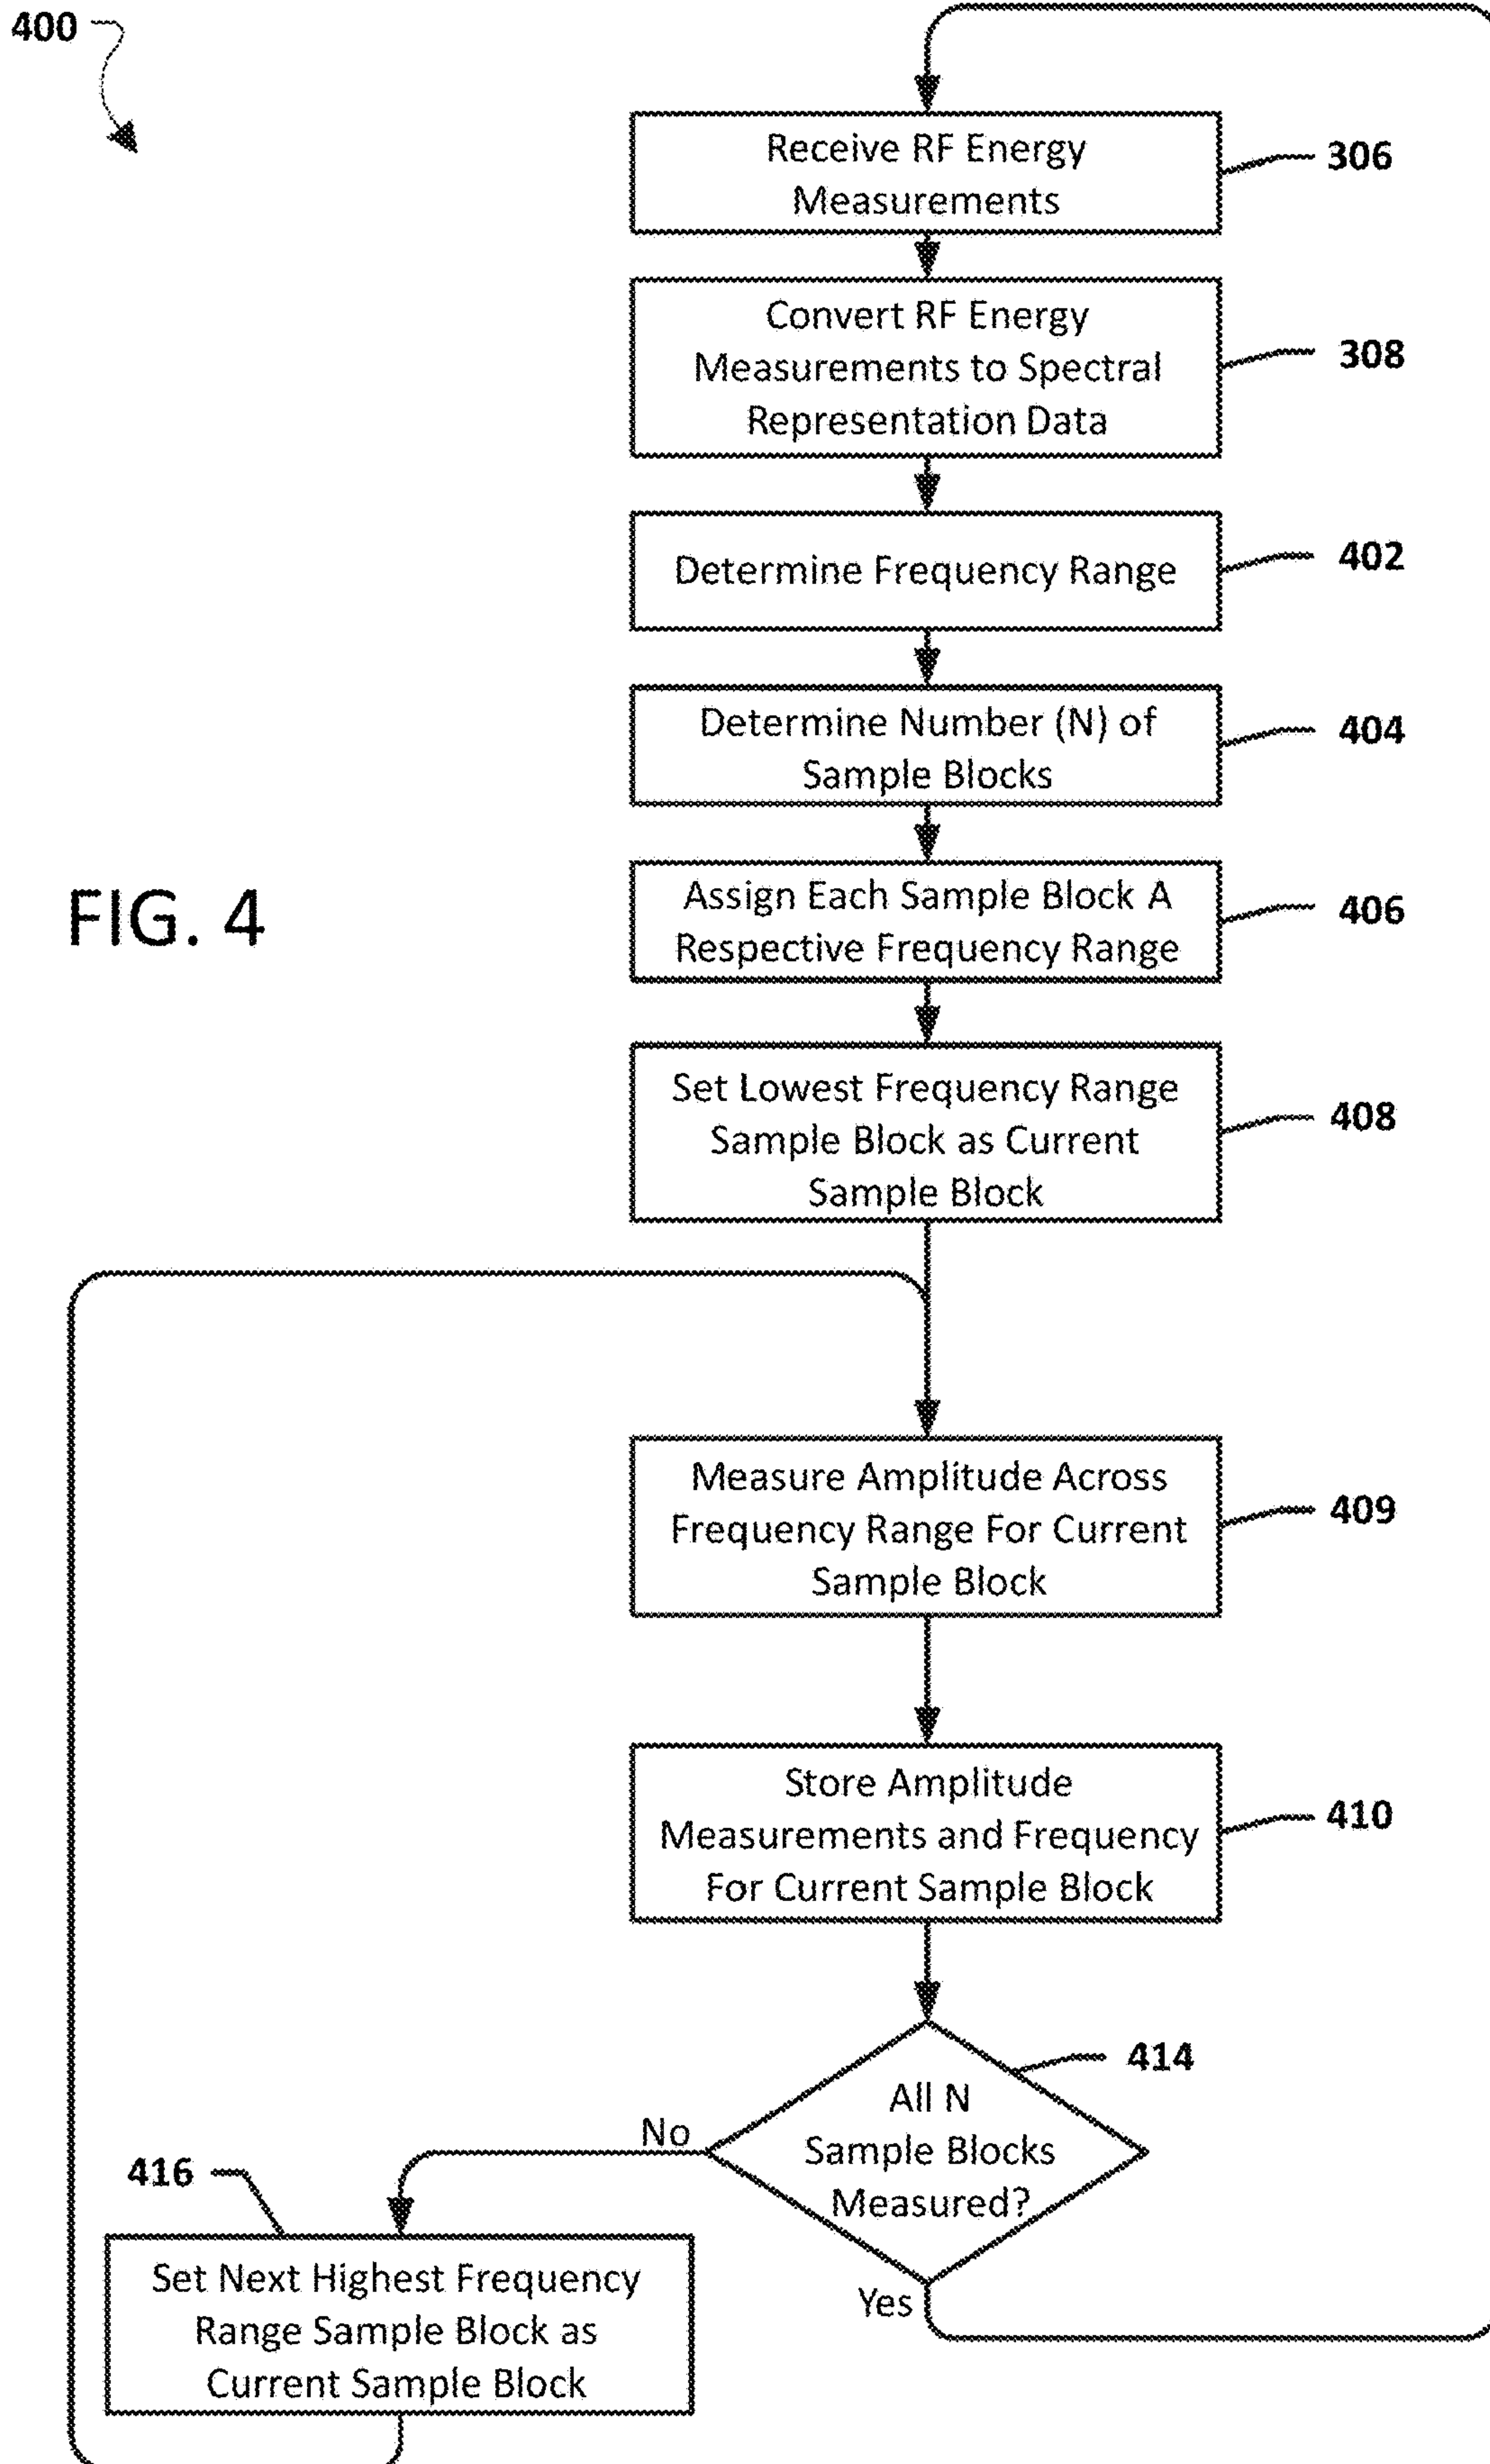 400
Receive RF Energy
Measurements
306
Convert RF Energy
Measurements to Spectral
Representation Data
308
Determine Frequency Range
402
Determine Number (N) of
Sample Blocks
404
FIG. 4
Assign Each Sample Block A
Respective Frequency Range
406
Set Lowest Frequency Range
Sample Block as Current
Sample Block
408
Measure Amplitude Across
Frequency Range For Current
Sample Block
409
Store Amplitude
Measurements and Frequency
For Current Sample Block
410
All N
Sample Blocks
Measured?
414
No
Yes
416
Set Next Highest Frequency
Range Sample Block as
Current Sample Block